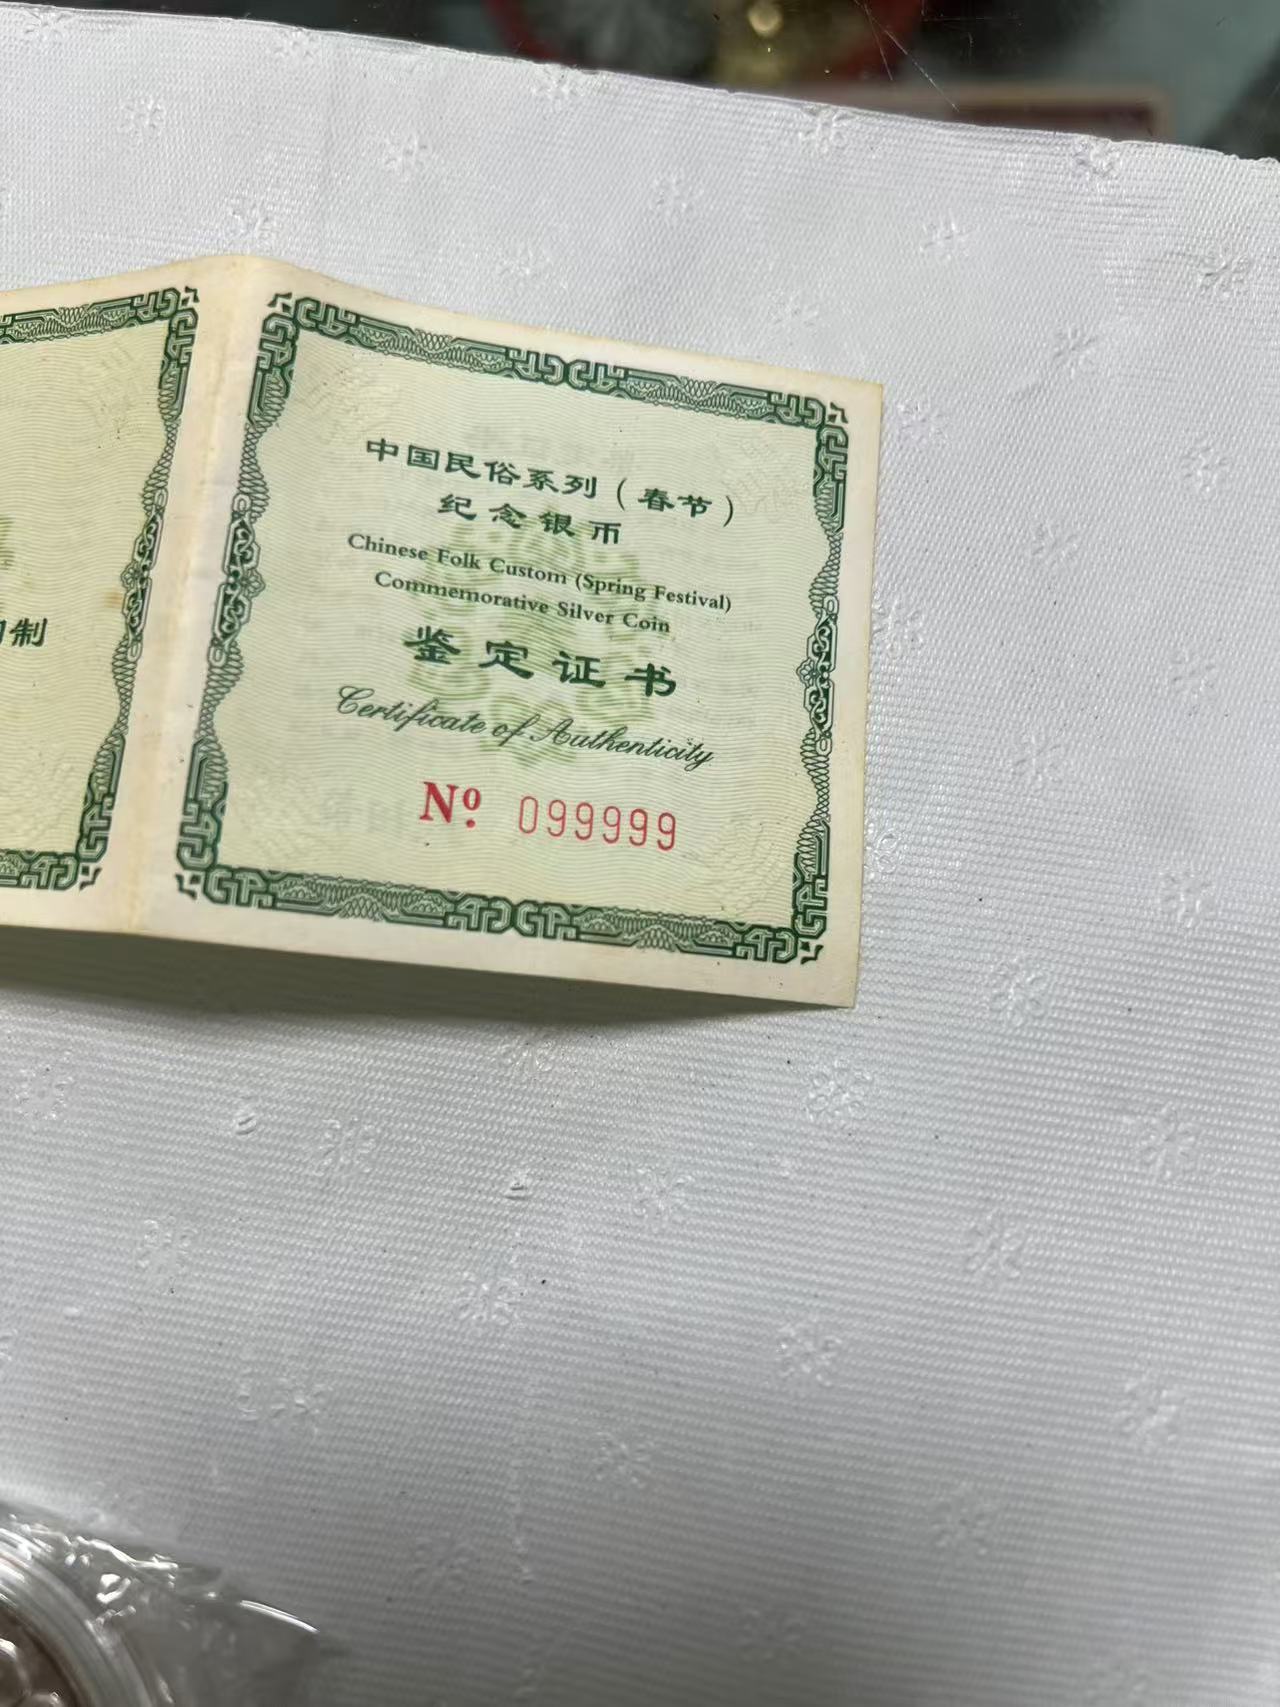 中国民俗系列（春节）
纪念银币
Chinese Folk Custom (Spring Festival)
Commemorative Silver Coin
鉴定证书
Certificate of Authenticity
Nº 099999
制